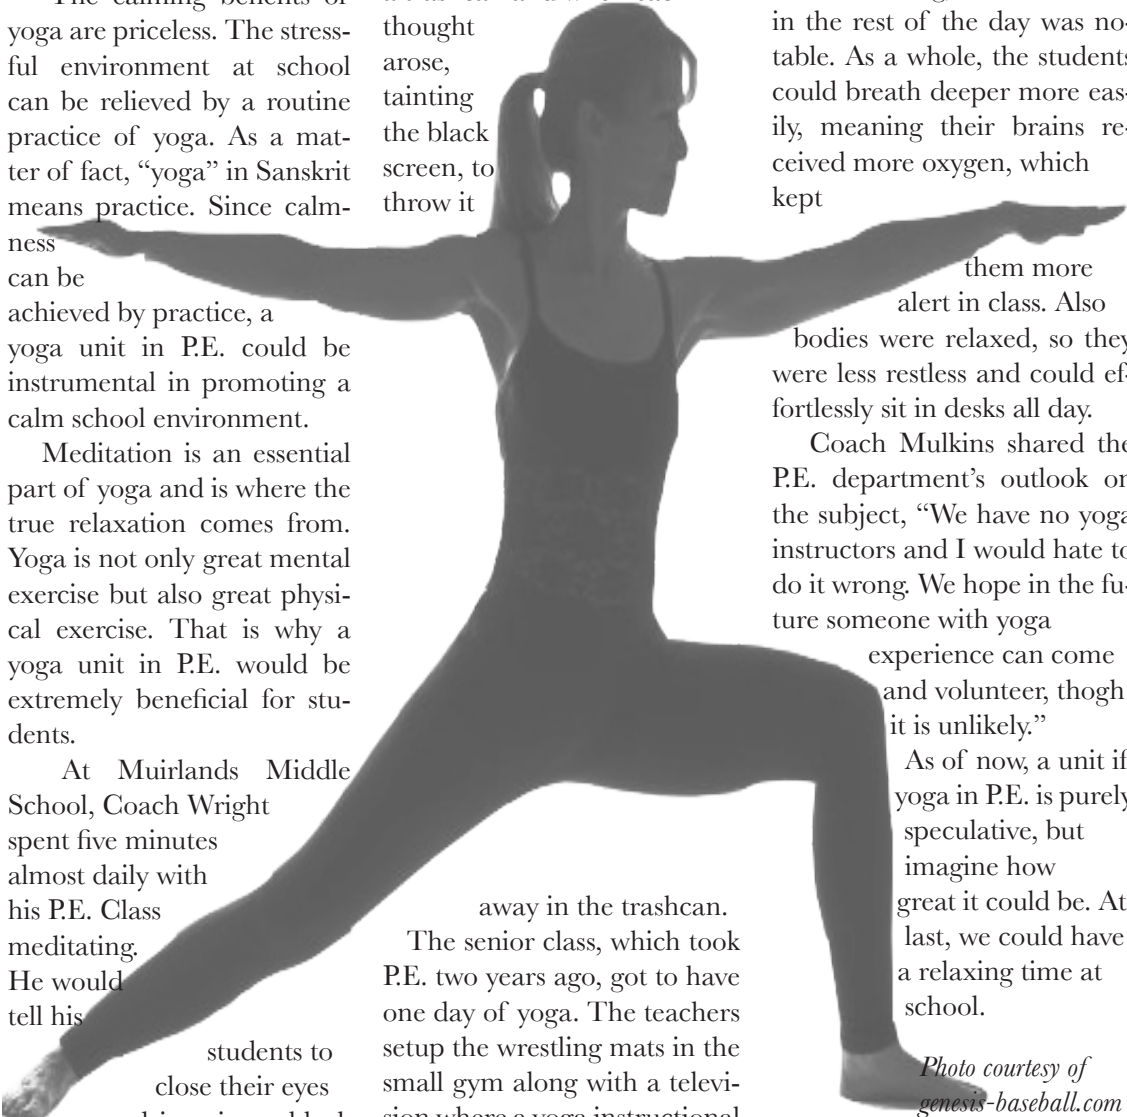 The calming benefits of
yoga are priceless. The stress-
ful environment at school
can be relieved by a routine
practice of yoga. As a mat-
ter of fact, “yoga” in Sanskrit
means practice. Since calm-
ness
can be
achieved by practice, a
yoga unit in P.E. could be
instrumental in promoting a
calm school environment.
Meditation is an essential
part of yoga and is where the
true relaxation comes from.
Yoga is not only great mental
exercise but also great physi-
cal exercise. That is why a
yoga unit in P.E. would be
extremely beneficial for stu-
dents.
At Muirlands Middle
School, Coach Wright
spent five minutes
almost daily with
his P.E. Class
meditating.
He would
tell his
students to
close their eyes
thought
arose,
tainting
the black
screen, to
throw it
away in the trashcan.
The senior class, which took
P.E. two years ago, got to have
one day of yoga. The teachers
setup the wrestling mats in the
small gym along with a televi-
sion where a yoga instructional
in the rest of the day was no-
table. As a whole, the students
could breath deeper more eas-
ily, meaning their brains re-
ceived more oxygen, which
kept
them more
alert in class. Also
bodies were relaxed, so they
were less restless and could ef-
fortlessly sit in desks all day.
Coach Mulkins shared the
P.E. department’s outlook on
the subject, “We have no yoga
instructors and I would hate to
do it wrong. We hope in the fu-
ture someone with yoga
experience can come
and volunteer, thogh
it is unlikely.”
As of now, a unit if
yoga in P.E. is purely
speculative, but
imagine how
great it could be. At
last, we could have
a relaxing time at
school.
Photo courtesy of
genesis-baseball.com